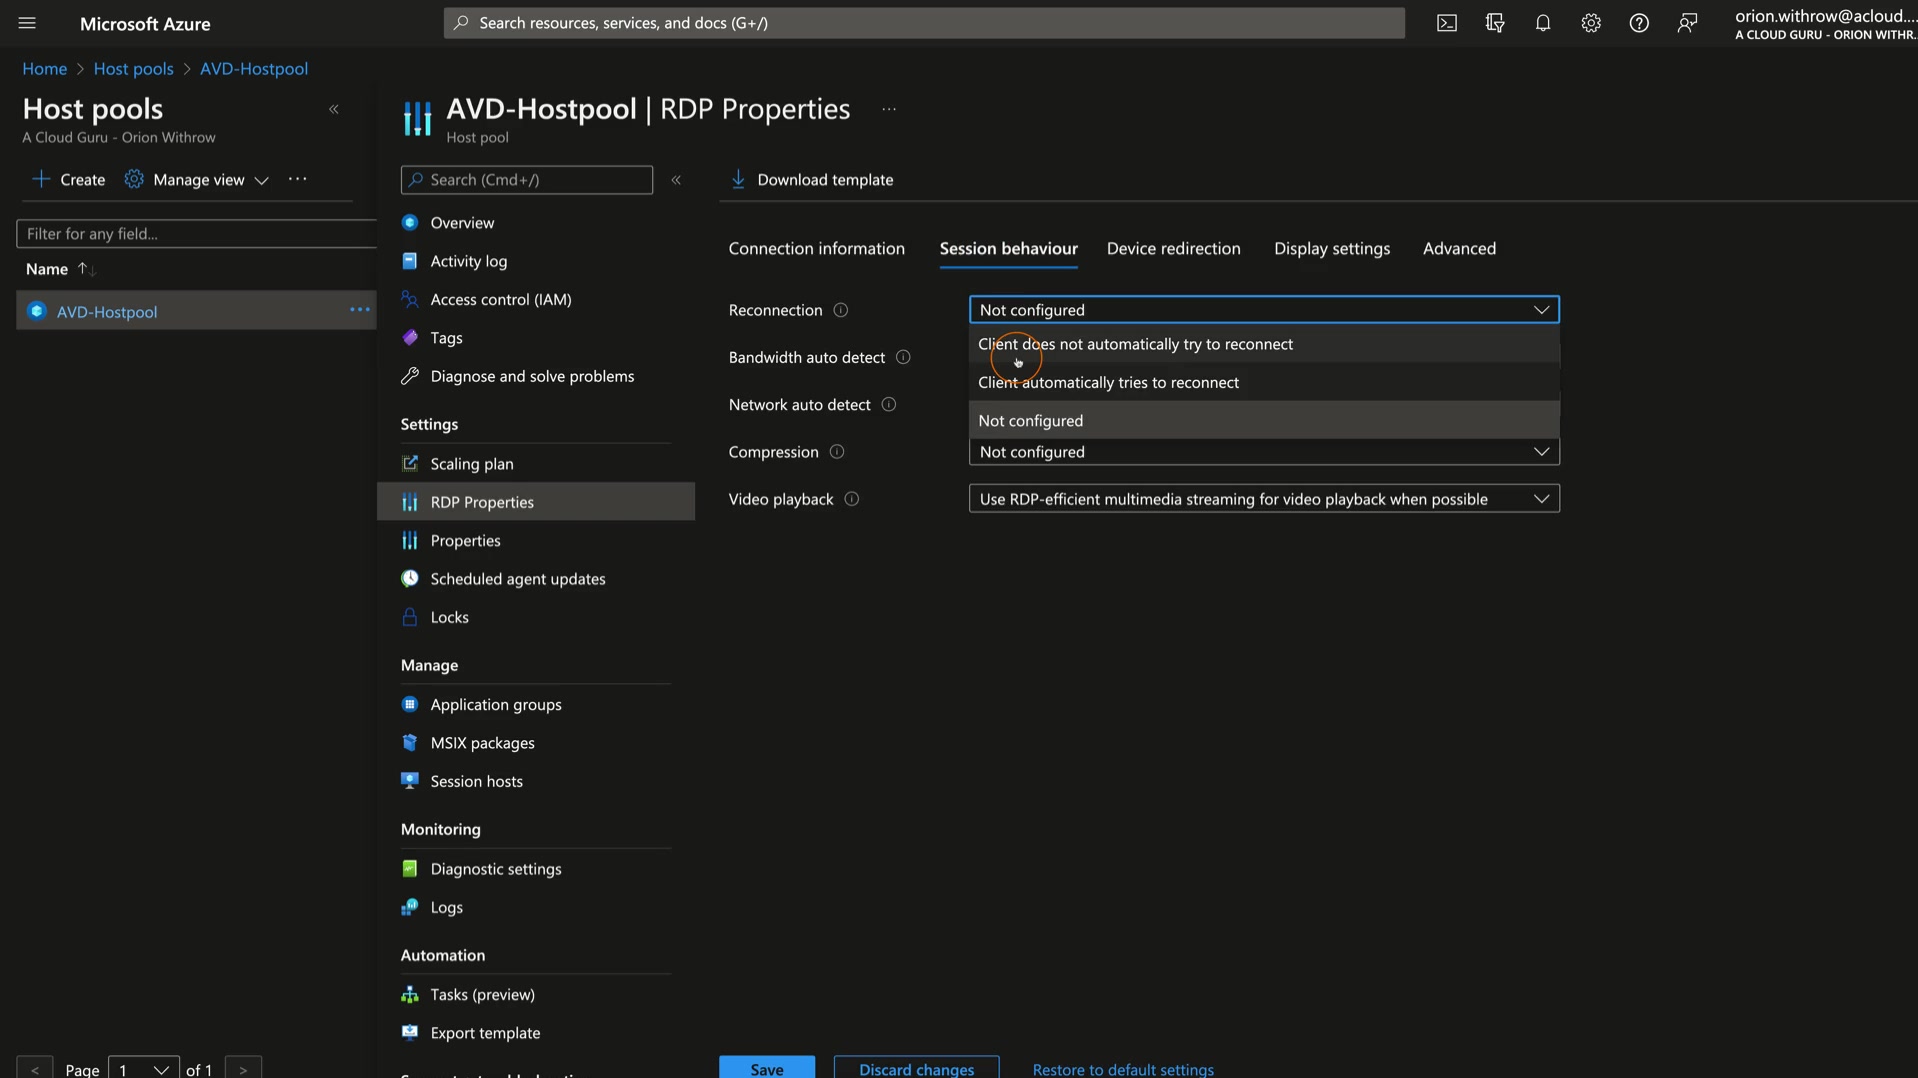 Microsoft Azure
Search resources, services, and docs (G+/)
orion.withrow@acloud....
A CLOUD GURU - ORION WITHR...
Home > Host pools > AVD-Hostpool
Host pools
A Cloud Guru - Orion Withrow
Create
Manage view
Filter for any field...
Name
AVD-Hostpool
< Page 1 of 1 >
AVD-Hostpool | RDP Properties
Host pool
Search (Cmd+/)
Overview
Activity log
Access control (IAM)
Tags
Diagnose and solve problems
Settings
Scaling plan
RDP Properties
Properties
Scheduled agent updates
Locks
Manage
Application groups
MSIX packages
Session hosts
Monitoring
Diagnostic settings
Logs
Automation
Tasks (preview)
Export template
Download template
Connection information
Session behaviour
Device redirection
Display settings
Advanced
Reconnection
Not configured
Client does not automatically try to reconnect
Client automatically tries to reconnect
Not configured
Bandwidth auto detect
Network auto detect
Compression
Not configured
Video playback
Use RDP-efficient multimedia streaming for video playback when possible
Save
Discard changes
Restore to default settings